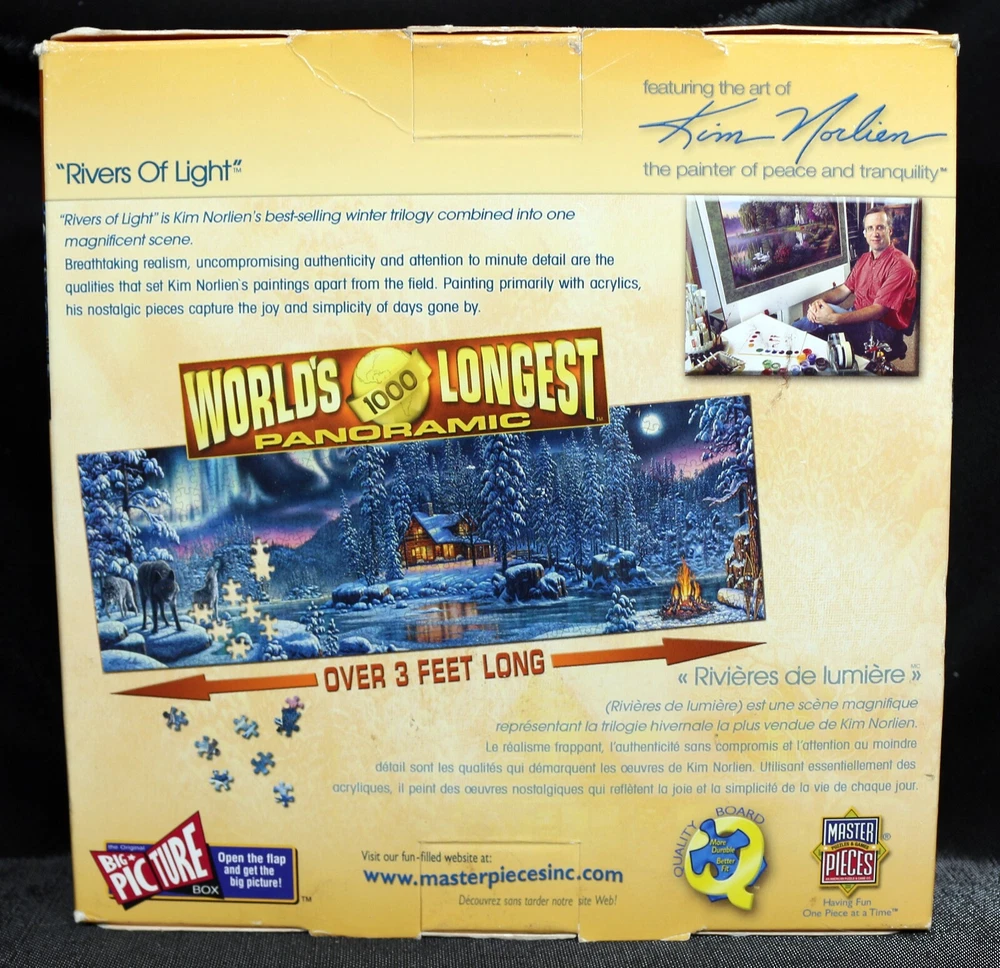 featuring the art of
Kim Norlien
the painter of peace and tranquility™
"Rivers Of Light"™
"Rivers of Light" is Kim Norlien's best-selling winter trilogy combined into one
magnificent scene.
Breathtaking realism, uncompromising authenticity and attention to minute detail are the
qualities that set Kim Norlien's paintings apart from the field. Painting primarily with acrylics,
his nostalgic pieces capture the joy and simplicity of days gone by.
WORLD'S 1000 LONGEST
PANORAMIC
OVER 3 FEET LONG
« Rivières de lumière »MC
(Rivières de lumière) est une scène magnifique
représentant la trilogie hivernale la plus vendue de Kim Norlien.
Le réalisme frappant, l'authenticité sans compromis et l'attention au moindre
détail sont les qualités qui démarquent les oeuvres de Kim Norlien. Utilisant essentiellement des
acryliques, il peint des oeuvres nostalgiques qui reflètent la joie et la simplicité de la vie de chaque jour.
the Original
BIG PICTURE
BOX
Open the flap
and get the
big picture!
™
Visit our fun-filled website at:
www.masterpiecesinc.com
Découvrez sans tarder notre site Web!
QUALITY BOARD
More
Durable
Better
Fit
MASTER
PUZZLES & GAMES
PIECES
®
Having Fun
One Piece at a Time™